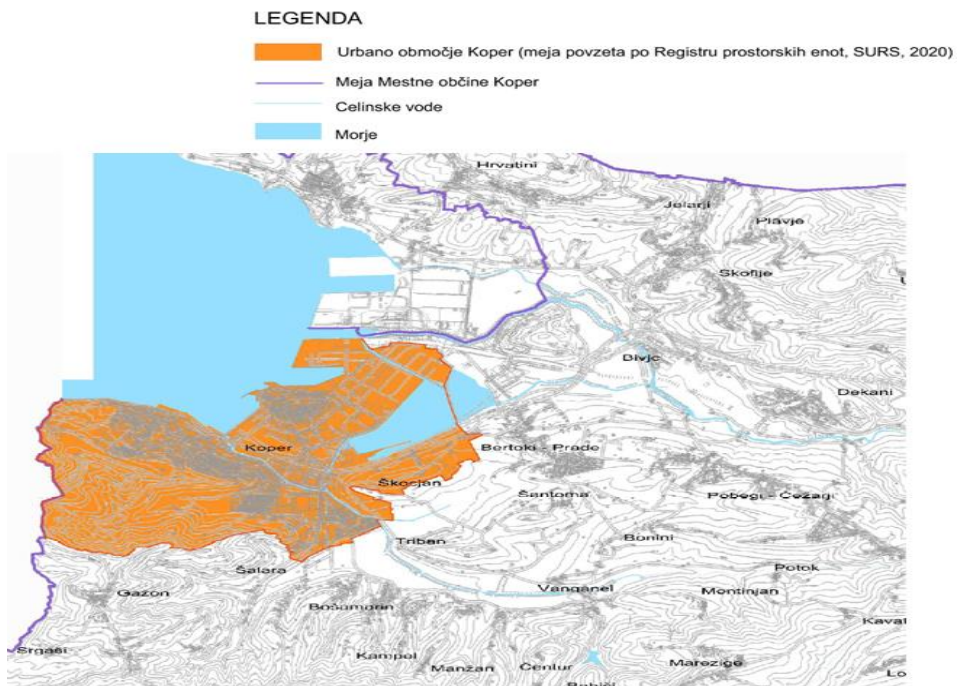 LEGENDA
Urbano območje Koper (meja povzeta po Registru prostorskih enot, SURS, 2020)
Meja Mestne občine Koper
Celinske vode
Morje
Hrvatini
Jelarji
Plavje
Škofije
Bivje
Dekani
Koper
Bertoki - Prade
Škocjan
Šantoma
Pobegi - Čežarji
Triban
Bonini
Šalara
Potok
Gažon
Vanganel
Montinjan
Bošamarin
Srgaši
Kampel
Manžan
Čentur
Marezige